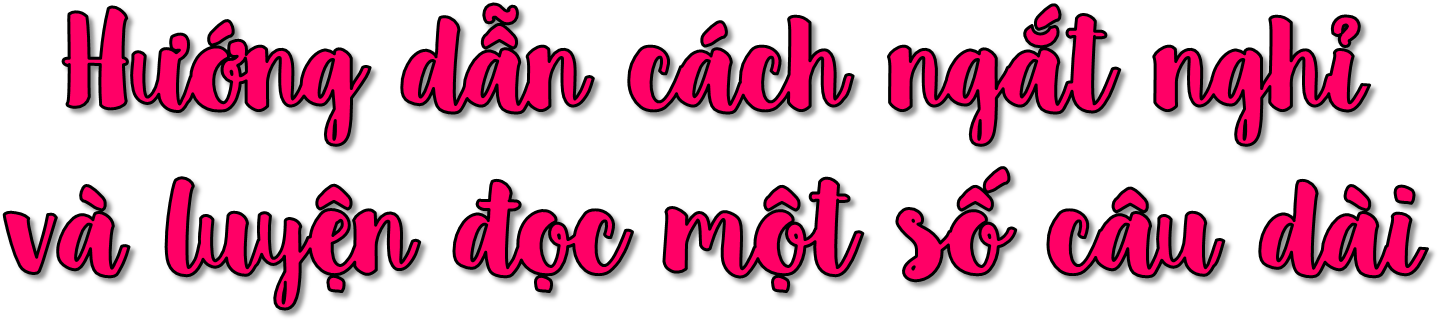 Hướng dẫn cách ngắt nghỉ
và luyện đọc một số câu dài